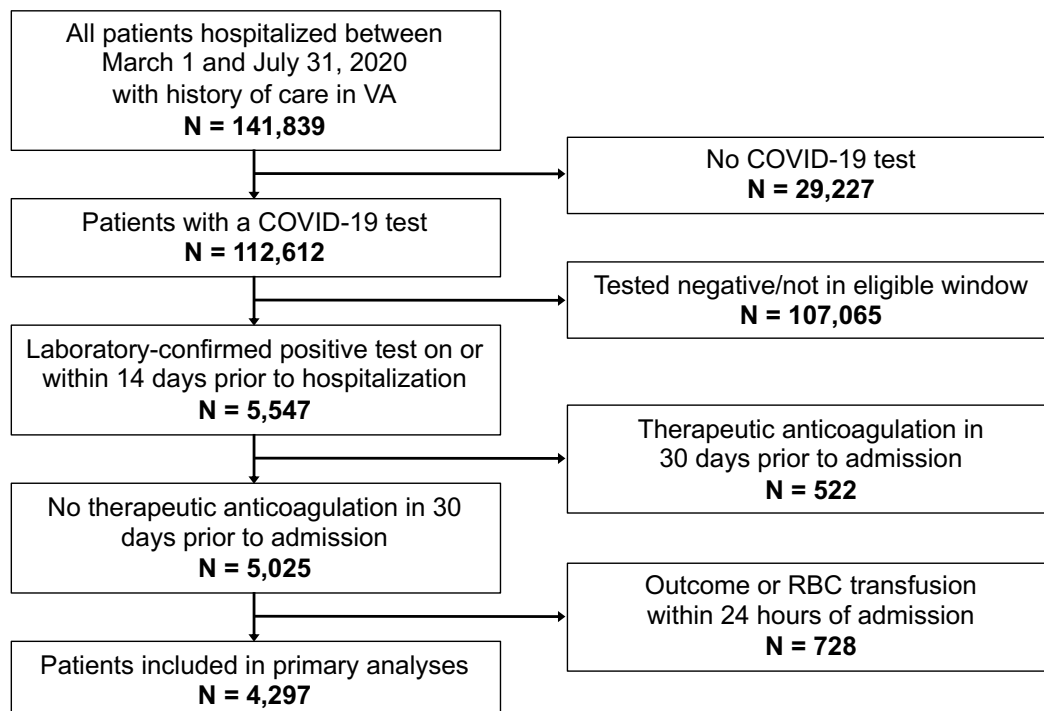 All patients hospitalized between
March 1 and July 31, 2020
with history of care in VA
N = 141,839
No COVID-19 test
N = 29,227
Patients with a COVID-19 test
N = 112,612
Tested negative/not in eligible window
N = 107,065
Laboratory-confirmed positive test on or
within 14 days prior to hospitalization
N = 5,547
Therapeutic anticoagulation in
30 days prior to admission
N = 522
No therapeutic anticoagulation in 30
days prior to admission
N = 5,025
Outcome or RBC transfusion
within 24 hours of admission
N = 728
Patients included in primary analyses
N = 4,297